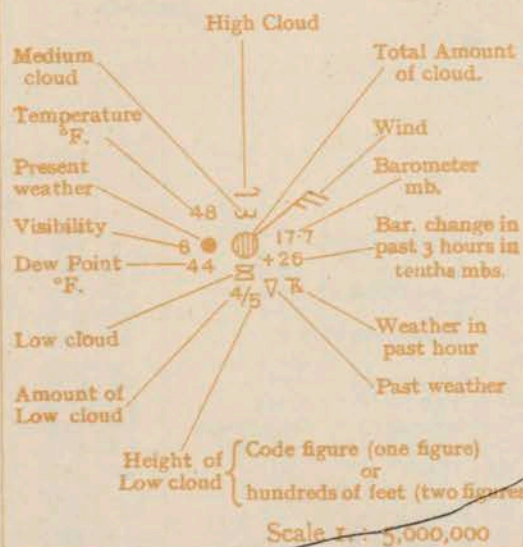 High Cloud
Medium
cloud
Total Amount
of cloud.
Temperature
°F.
Wind
Present
weather
Barometer
mb.
48
Visibility
6
17·7
Bar. change in
past 3 hours in
tenths mbs.
+26
Dew Point
°F.
44
4/5
Low cloud
Weather in
past hour
Amount of
Low cloud
Past weather
Height of
Low cloud
Code figure (one figure)
or
hundreds of feet (two figures
Scale 1 : 5,000,000